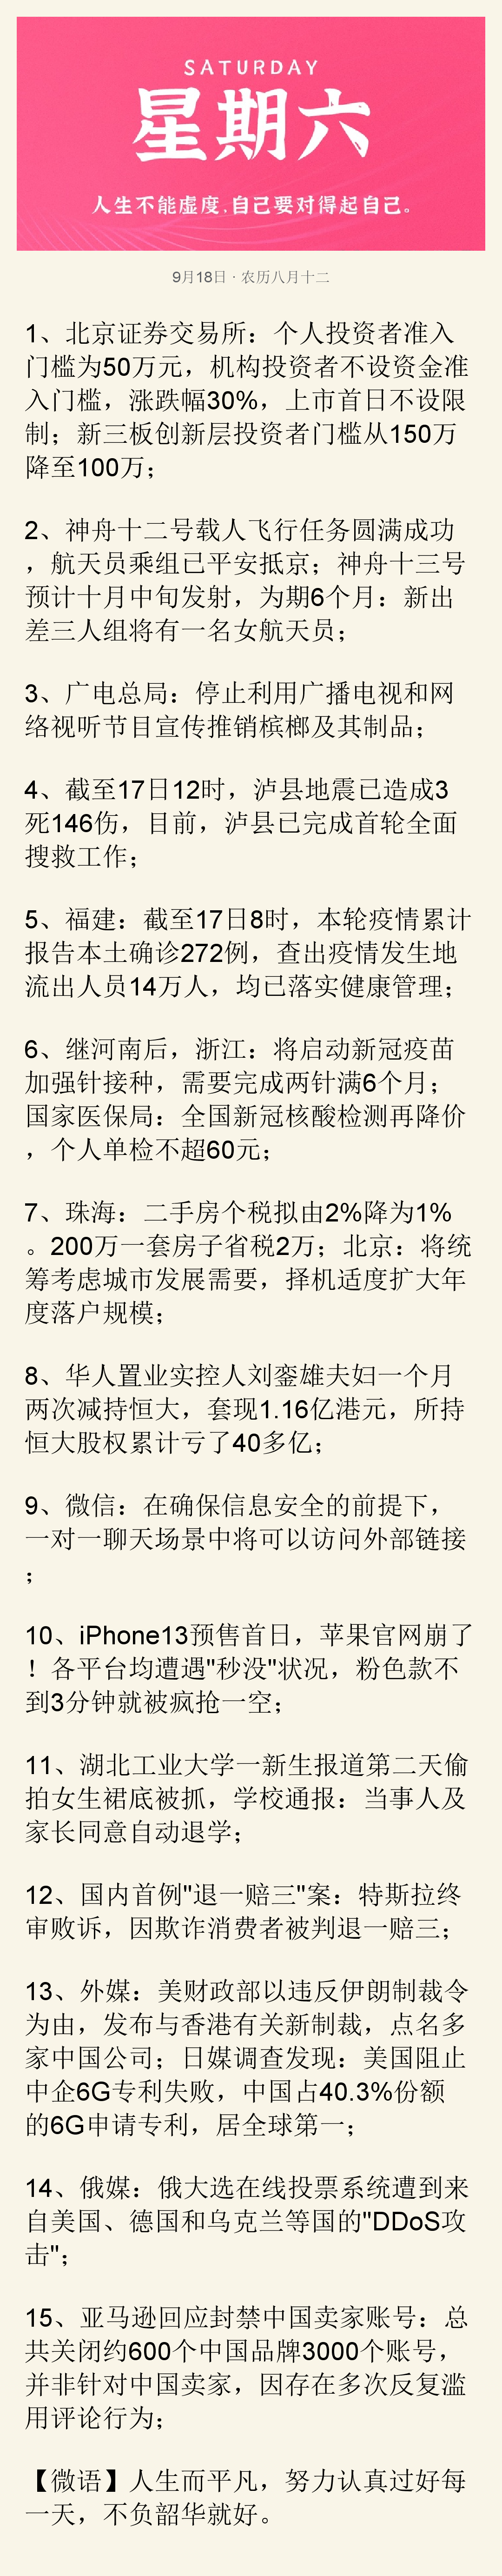 SATURDAY
星期六
人生不能虚度,自己要对得起自己。
9月18日 · 农历八月十二
1、北京证券交易所：个人投资者准入
门槛为50万元，机构投资者不设资金准
入门槛，涨跌幅30%，上市首日不设限
制；新三板创新层投资者门槛从150万
降至100万；
2、神舟十二号载人飞行任务圆满成功
，航天员乘组已平安抵京；神舟十三号
预计十月中旬发射，为期6个月：新出
差三人组将有一名女航天员；
3、广电总局：停止利用广播电视和网
络视听节目宣传推销槟榔及其制品；
4、截至17日12时，泸县地震已造成3
死146伤，目前，泸县已完成首轮全面
搜救工作；
5、福建：截至17日8时，本轮疫情累计
报告本土确诊272例，查出疫情发生地
流出人员14万人，均已落实健康管理；
6、继河南后，浙江：将启动新冠疫苗
加强针接种，需要完成两针满6个月；
国家医保局：全国新冠核酸检测再降价
，个人单检不超60元；
7、珠海：二手房个税拟由2%降为1%
。200万一套房子省税2万；北京：将统
筹考虑城市发展需要，择机适度扩大年
度落户规模；
8、华人置业实控人刘銮雄夫妇一个月
两次减持恒大，套现1.16亿港元，所持
恒大股权累计亏了40多亿；
9、微信：在确保信息安全的前提下，
一对一聊天场景中将可以访问外部链接
；
10、iPhone13预售首日，苹果官网崩了
！各平台均遭遇"秒没"状况，粉色款不
到3分钟就被疯抢一空；
11、湖北工业大学一新生报道第二天偷
拍女生裙底被抓，学校通报：当事人及
家长同意自动退学；
12、国内首例"退一赔三"案：特斯拉终
审败诉，因欺诈消费者被判退一赔三；
13、外媒：美财政部以违反伊朗制裁令
为由，发布与香港有关新制裁，点名多
家中国公司；日媒调查发现：美国阻止
中企6G专利失败，中国占40.3%份额
的6G申请专利，居全球第一；
14、俄媒：俄大选在线投票系统遭到来
自美国、德国和乌克兰等国的"DDoS攻
击"；
15、亚马逊回应封禁中国卖家账号：总
共关闭约600个中国品牌3000个账号，
并非针对中国卖家，因存在多次反复滥
用评论行为；
【微语】人生而平凡，努力认真过好每
一天，不负韶华就好。